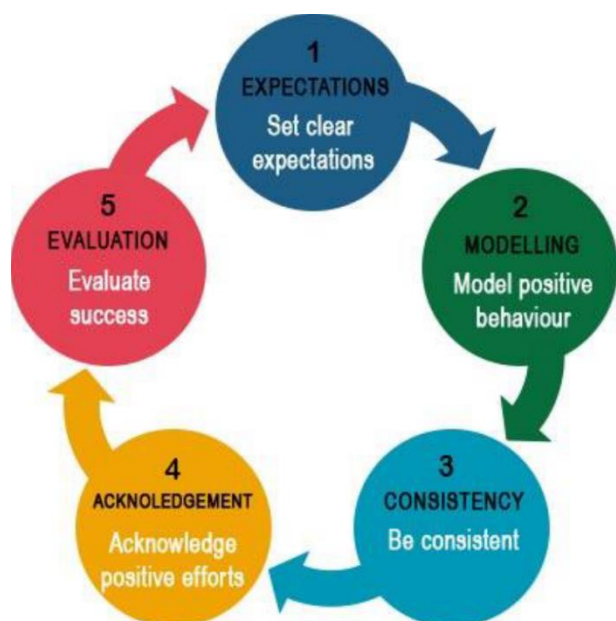 1
EXPECTATIONS
Set clear
expectations
2
MODELLING
Model positive
behaviour
3
CONSISTENCY
Be consistent
4
ACKNOLEDGEMENT
Acknowledge
positive efforts
5
EVALUATION
Evaluate
success